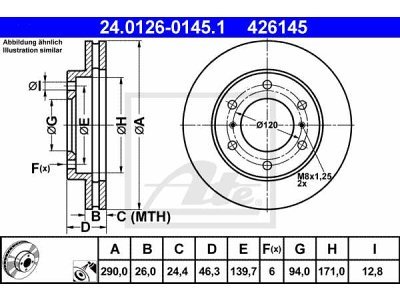 24.0126-0145.1 426145
Abbildung ähnlich
Illustration similar
ØI
ØG
ØE
ØH
ØA
F(x)
B
C (MTH)
D
Ø120
M8x1,25
2x
Ate
A B C D E F(x) G H I
290,0 26,0 24,4 46,3 139,7 6 94,0 171,0 12,8